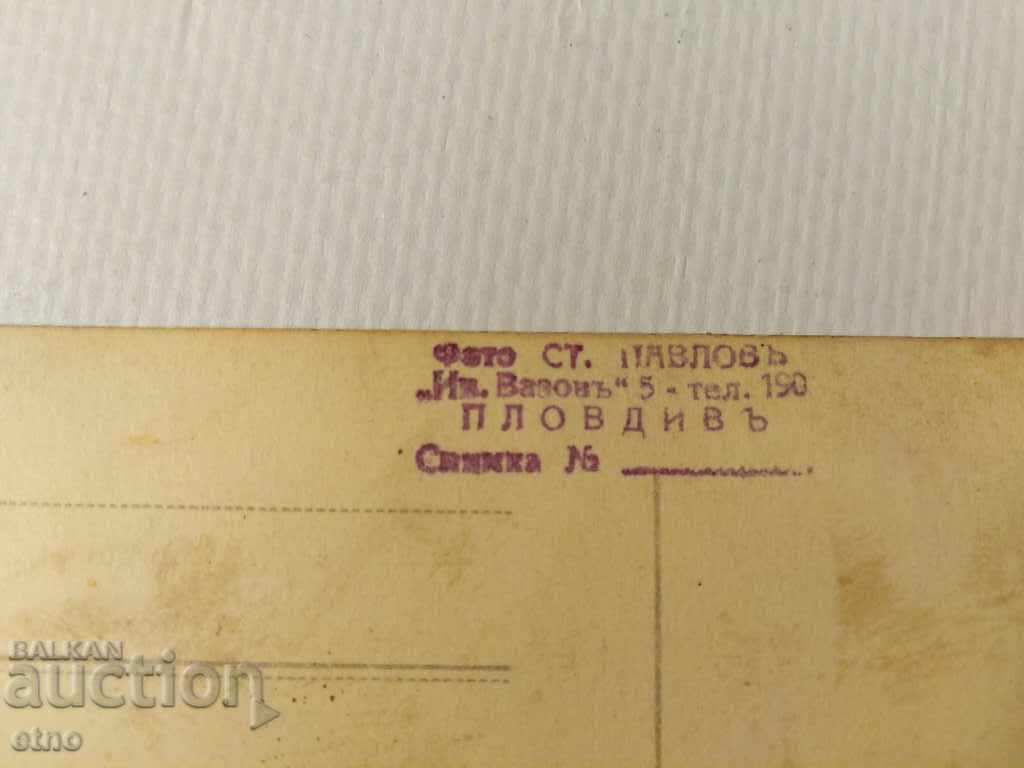 Фото СТ. ПАВЛОВЪ
„Ив. Вазовъ“ 5 - тел. 190
ПЛОВДИВЪ
Снимка №
BALKAN
auction
etno